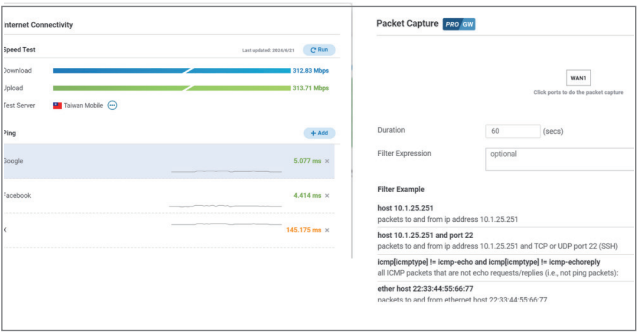 nternet Connectivity
Speed Test
Last updated: 2024/6/21
Run
Download
312.83 Mbps
Upload
313.71 Mbps
Test Server
Taiwan Mobile
Ping
+ Add
Google
5.077 ms ×
Facebook
4.414 ms ×
X
145.175 ms ×
Packet Capture PRO GW
WAN1
Click ports to do the packet capture
Duration
60
(secs)
Filter Expression
optional
Filter Example
host 10.1.25.251
packets to and from ip address 10.1.25.251
host 10.1.25.251 and port 22
packets to and from ip address 10.1.25.251 and TCP or UDP port 22 (SSH)
icmp[icmptype] != icmp-echo and icmp[icmptype] != icmp-echoreply
all ICMP packets that are not echo requests/replies (i.e., not ping packets):
ether host 22:33:44:55:66:77
packets to and from ethernet host 22:33:44:55:66:77